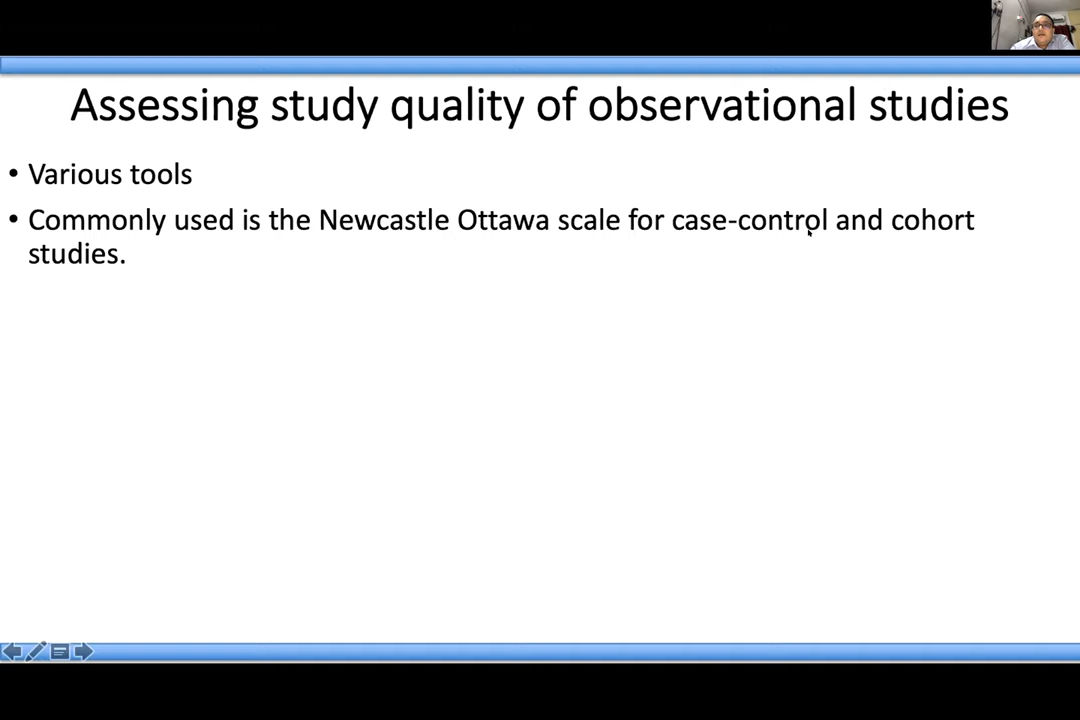 Assessing study quality of observational studies
• Various tools
• Commonly used is the Newcastle Ottawa scale for case-control and cohort
studies.